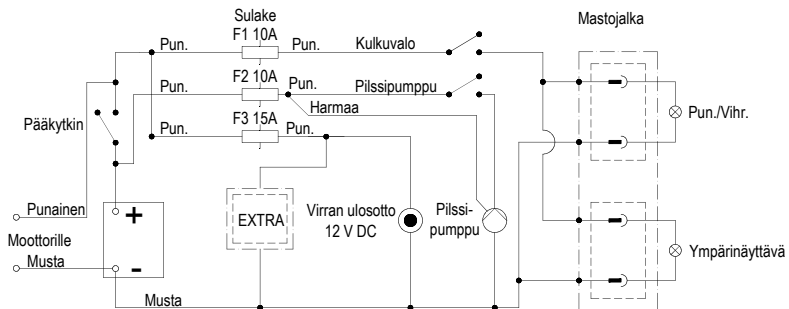 Sulake
Mastojalka
Pun.
F1 10A
Pun.
Kulkuvalo
Pun.
F2 10A
Pun.
Pilssipumppu
Harmaa
Pun./Vihr.
Pääkytkin
Pun.
F3 15A
Pun.
Punainen
+
EXTRA
Virran ulosotto
12 V DC
Pilssi-
pumppu
Moottorille
Musta
-
Ympärinäyttävä
Musta